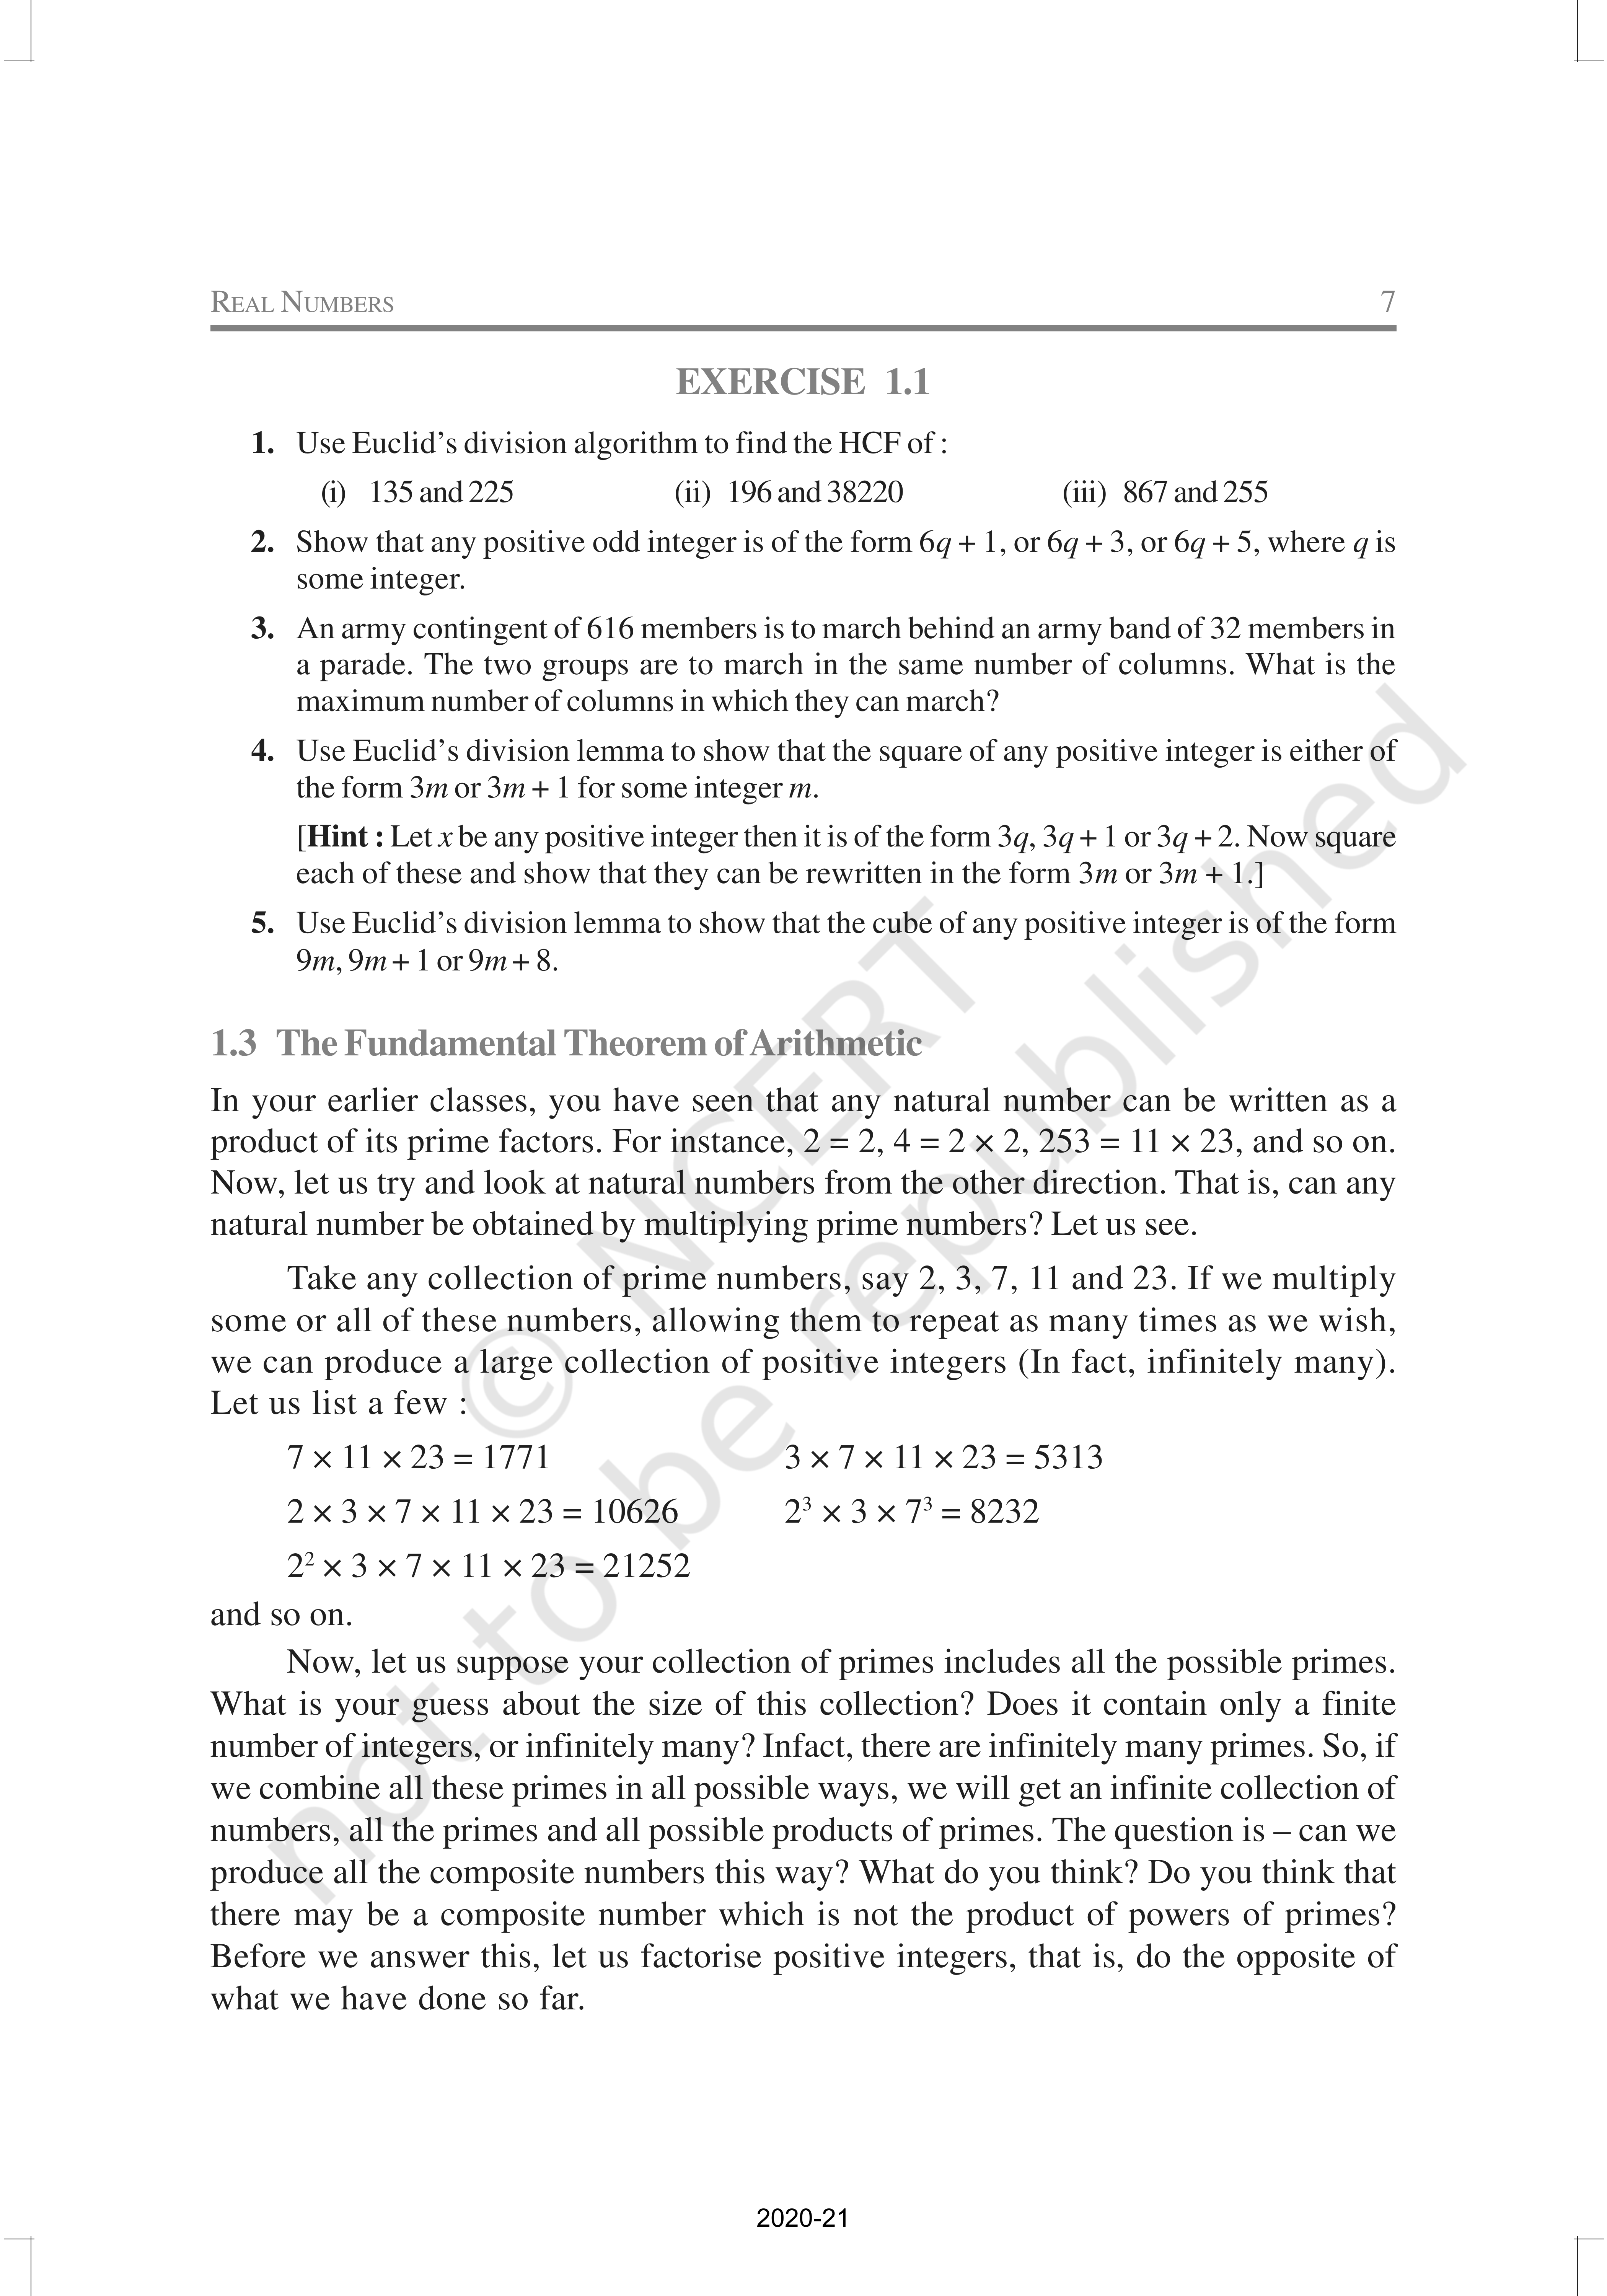 REAL NUMBERS 7
EXERCISE 1.1
1. Use Euclid’s division algorithm to find the HCF of :
(i) 135 and 225 (ii) 196 and 38220 (iii) 867 and 255
2. Show that any positive odd integer is of the form 6q + 1, or 6q + 3, or 6q + 5, where q is
some integer.
3. An army contingent of 616 members is to march behind an army band of 32 members in
a parade. The two groups are to march in the same number of columns. What is the
maximum number of columns in which they can march?
4. Use Euclid’s division lemma to show that the square of any positive integer is either of
the form 3m or 3m + 1 for some integer m.
[Hint : Let x be any positive integer then it is of the form 3q, 3q + 1 or 3q + 2. Now square
each of these and show that they can be rewritten in the form 3m or 3m + 1.]
5. Use Euclid’s division lemma to show that the cube of any positive integer is of the form
9m, 9m + 1 or 9m + 8.
1.3 The Fundamental Theorem of Arithmetic
In your earlier classes, you have seen that any natural number can be written as a
product of its prime factors. For instance, 2 = 2, 4 = 2 × 2, 253 = 11 × 23, and so on.
Now, let us try and look at natural numbers from the other direction. That is, can any
natural number be obtained by multiplying prime numbers? Let us see.
Take any collection of prime numbers, say 2, 3, 7, 11 and 23. If we multiply
some or all of these numbers, allowing them to repeat as many times as we wish,
we can produce a large collection of positive integers (In fact, infinitely many).
Let us list a few :
7 × 11 × 23 = 1771 3 × 7 × 11 × 23 = 5313
2 × 3 × 7 × 11 × 23 = 10626 2³ × 3 × 7³ = 8232
2² × 3 × 7 × 11 × 23 = 21252
and so on.
Now, let us suppose your collection of primes includes all the possible primes.
What is your guess about the size of this collection? Does it contain only a finite
number of integers, or infinitely many? Infact, there are infinitely many primes. So, if
we combine all these primes in all possible ways, we will get an infinite collection of
numbers, all the primes and all possible products of primes. The question is – can we
produce all the composite numbers this way? What do you think? Do you think that
there may be a composite number which is not the product of powers of primes?
Before we answer this, let us factorise positive integers, that is, do the opposite of
what we have done so far.
© NCERT
not to be republished
2020-21